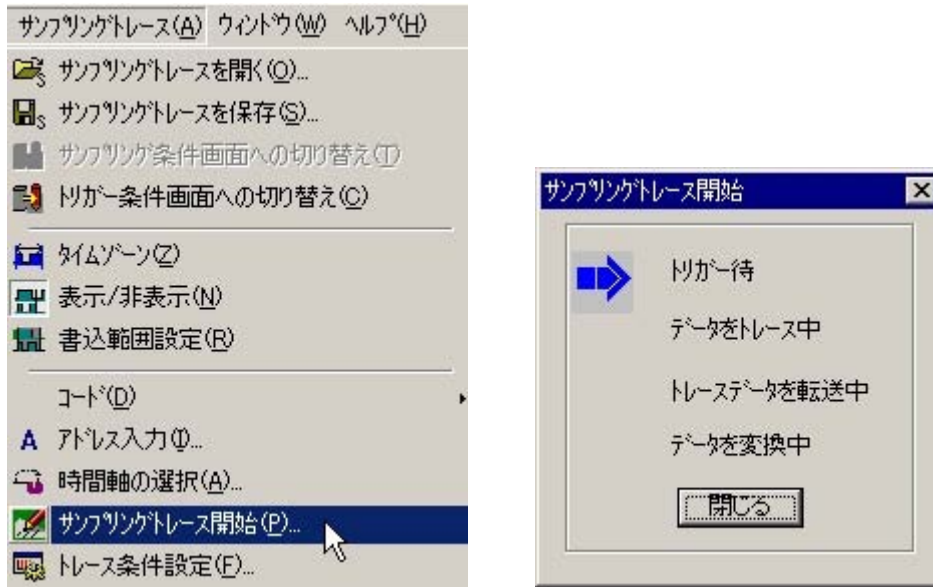 ｻﾝﾌﾟﾘﾝｸﾞﾄﾚｰｽ(A) ｳｨﾝﾄﾞｳ(W) ﾍﾙﾌﾟ(H)
ｻﾝﾌﾟﾘﾝｸﾞﾄﾚｰｽを開く(O)...
ｻﾝﾌﾟﾘﾝｸﾞﾄﾚｰｽを保存(S)...
ｻﾝﾌﾟﾘﾝｸﾞ条件画面への切り替え(T)
ﾄﾘｶﾞｰ条件画面への切り替え(C)
ﾀｲﾑｿﾞｰﾝ(Z)
表示/非表示(N)
書込範囲設定(R)
ｺｰﾄﾞ(D)
ｱﾄﾞﾚｽ入力(I)...
時間軸の選択(A)...
ｻﾝﾌﾟﾘﾝｸﾞﾄﾚｰｽ開始(P)...
ﾄﾚｰｽ条件設定(F)...
ｻﾝﾌﾟﾘﾝｸﾞﾄﾚｰｽ開始
ﾄﾘｶﾞｰ待
ﾃﾞｰﾀをﾄﾚｰｽ中
ﾄﾚｰｽﾃﾞｰﾀを転送中
ﾃﾞｰﾀを変換中
閉じる